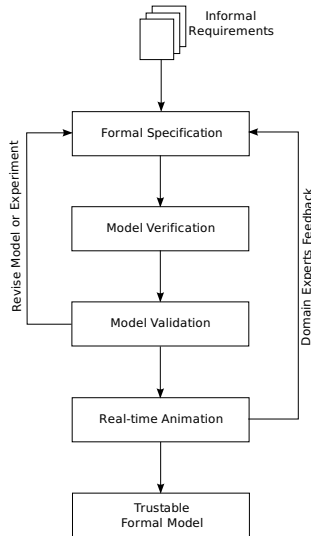 Informal
Requirements
Formal Specification
Revise Model or Experiment
Domain Experts Feedback
Model Verification
Model Validation
Real-time Animation
Trustable
Formal Model